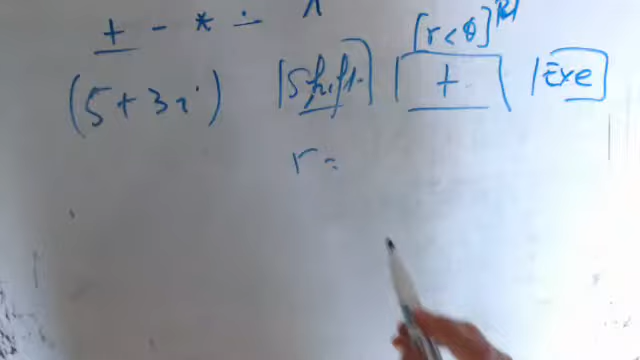 + - * ÷ ^
[r<θ]
(5+3i) Shift + Exe
r=